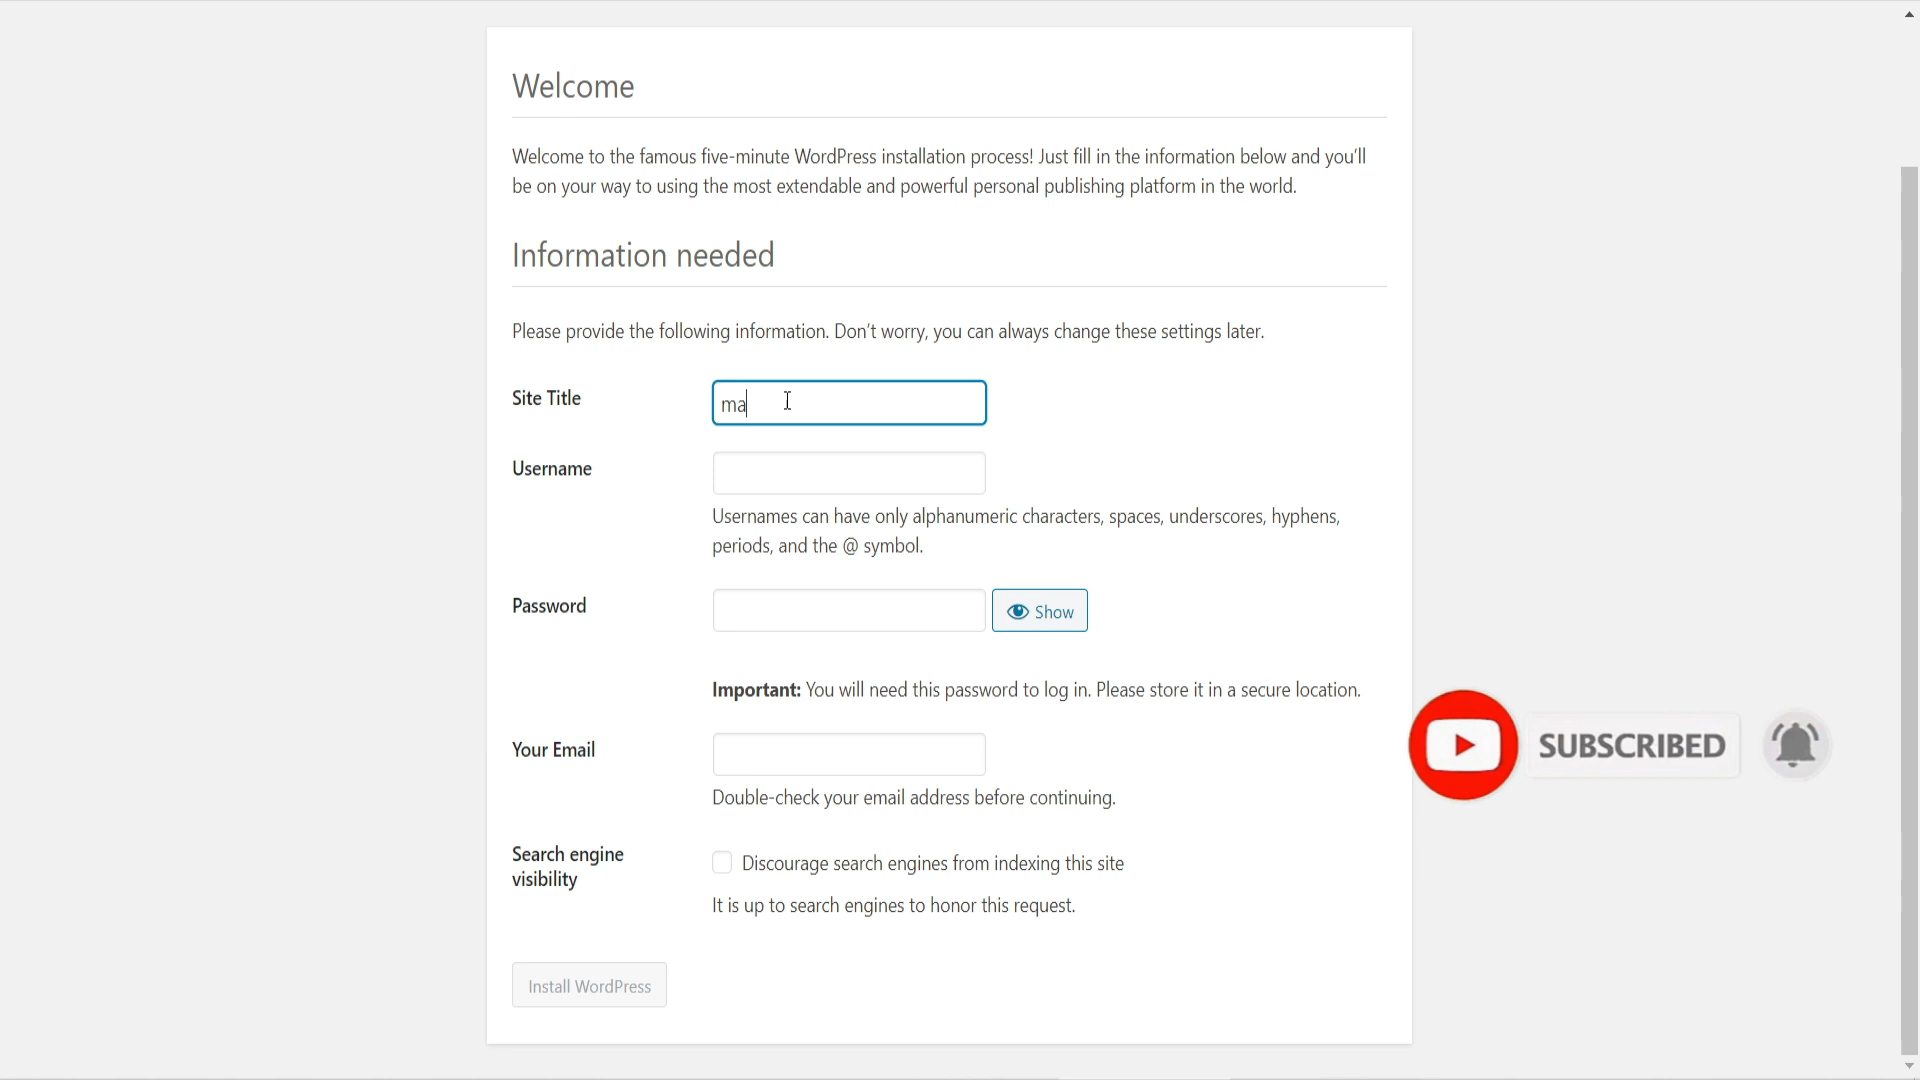 Welcome
Welcome to the famous five-minute WordPress installation process! Just fill in the information below and you’ll
be on your way to using the most extendable and powerful personal publishing platform in the world.
Information needed
Please provide the following information. Don’t worry, you can always change these settings later.
Site Title
ma
Username
Usernames can have only alphanumeric characters, spaces, underscores, hyphens,
periods, and the @ symbol.
Password
Show
Important: You will need this password to log in. Please store it in a secure location.
SUBSCRIBED
Your Email
Double-check your email address before continuing.
Search engine
visibility
Discourage search engines from indexing this site
It is up to search engines to honor this request.
Install WordPress